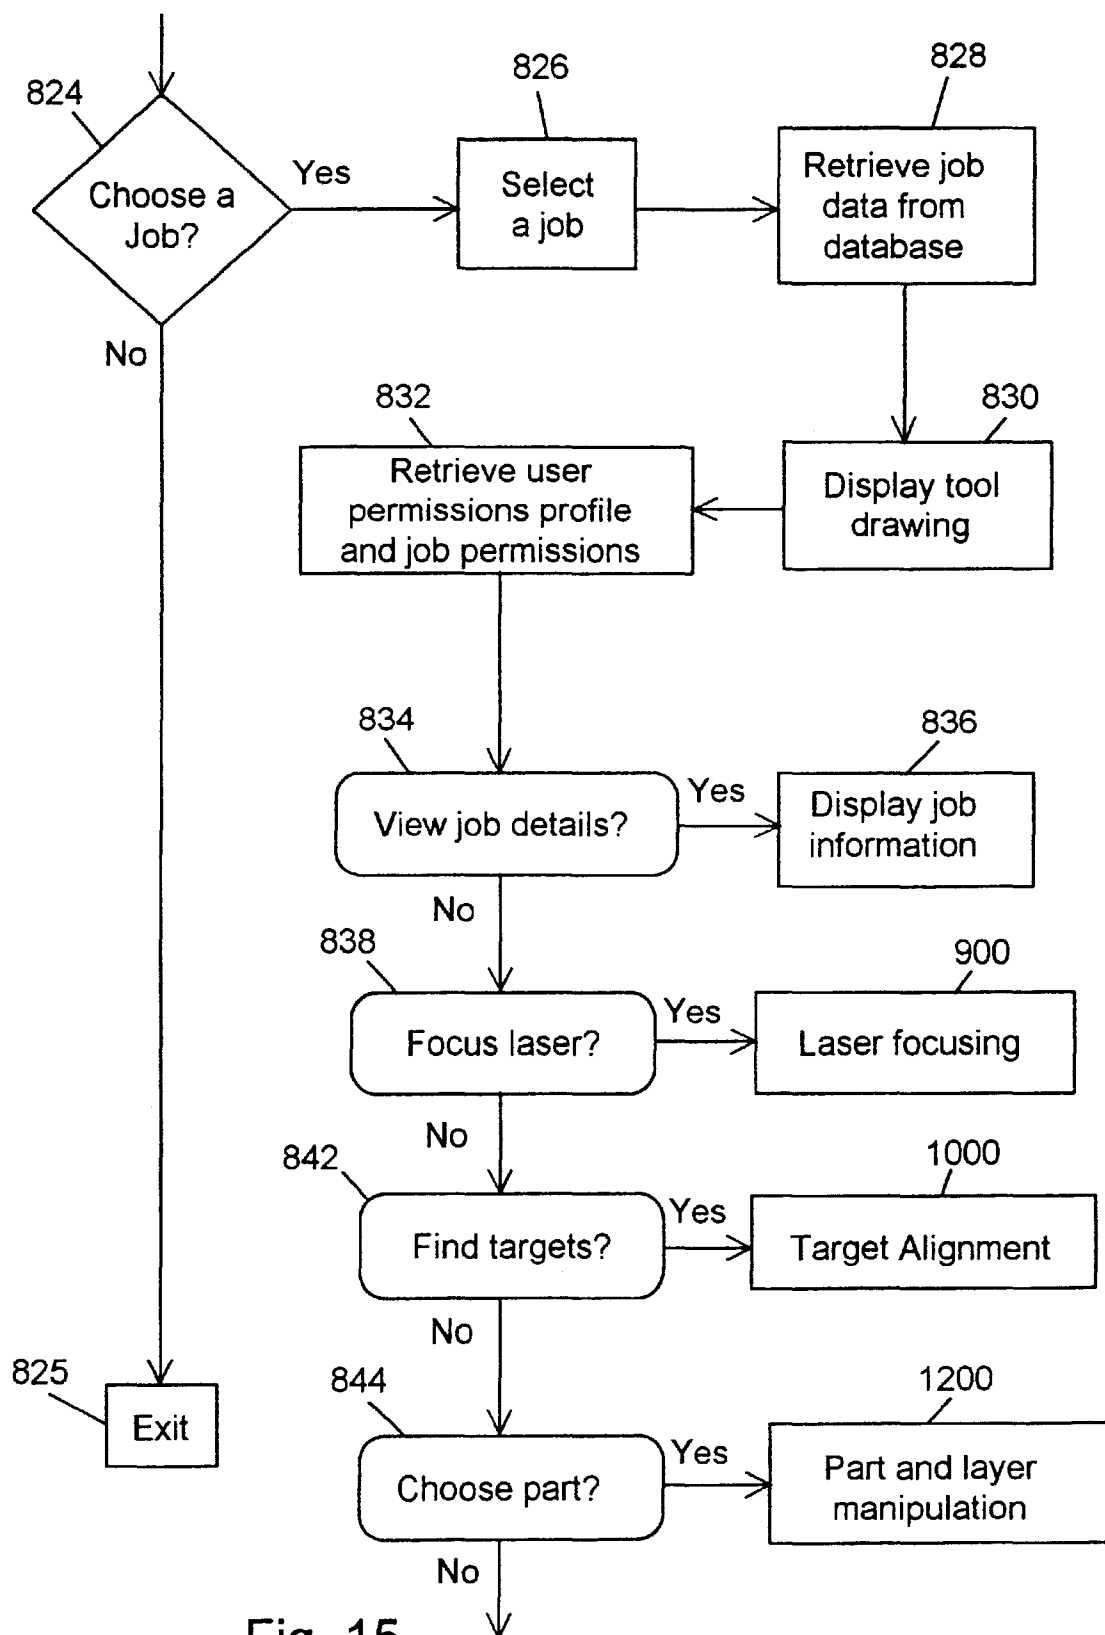 824
826
828
Choose a
Job?
Yes
Select
a job
Retrieve job
data from
database
No
832
830
Retrieve user
permissions profile
and job permissions
Display tool
drawing
834
836
View job details?
Yes
Display job
information
No
838
900
Focus laser?
Yes
Laser focusing
No
842
1000
Find targets?
Yes
Target Alignment
No
825
Exit
844
1200
Choose part?
Yes
Part and layer
manipulation
No
Fig. 15